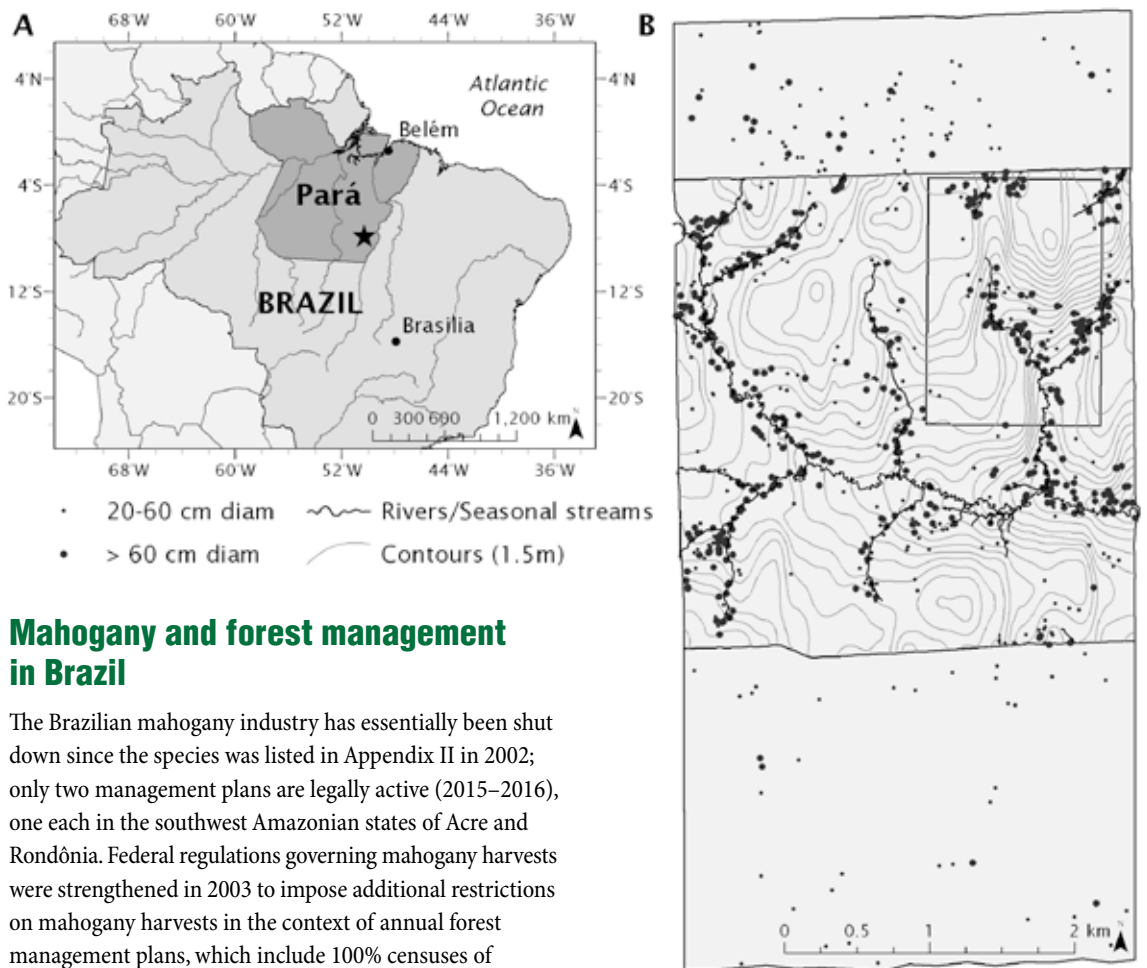 A
68°W 60°W 52°W 44°W 36°W
4°N
4°N
Atlantic
Ocean
Belém
4°S
4°S
Pará
12°S
12°S
BRAZIL
Brasilia
20°S
20°S
0 300 600 1,200 km
N
68°W 60°W 52°W 44°W 36°W
20-60 cm diam
Rivers/Seasonal streams
> 60 cm diam
Contours (1.5m)
B
0 0.5 1 2 km
N
Mahogany and forest management
in Brazil
The Brazilian mahogany industry has essentially been shut
down since the species was listed in Appendix II in 2002;
only two management plans are legally active (2015–2016),
one each in the southwest Amazonian states of Acre and
Rondônia. Federal regulations governing mahogany harvests
were strengthened in 2003 to impose additional restrictions
on mahogany harvests in the context of annual forest
management plans, which include 100% censuses of